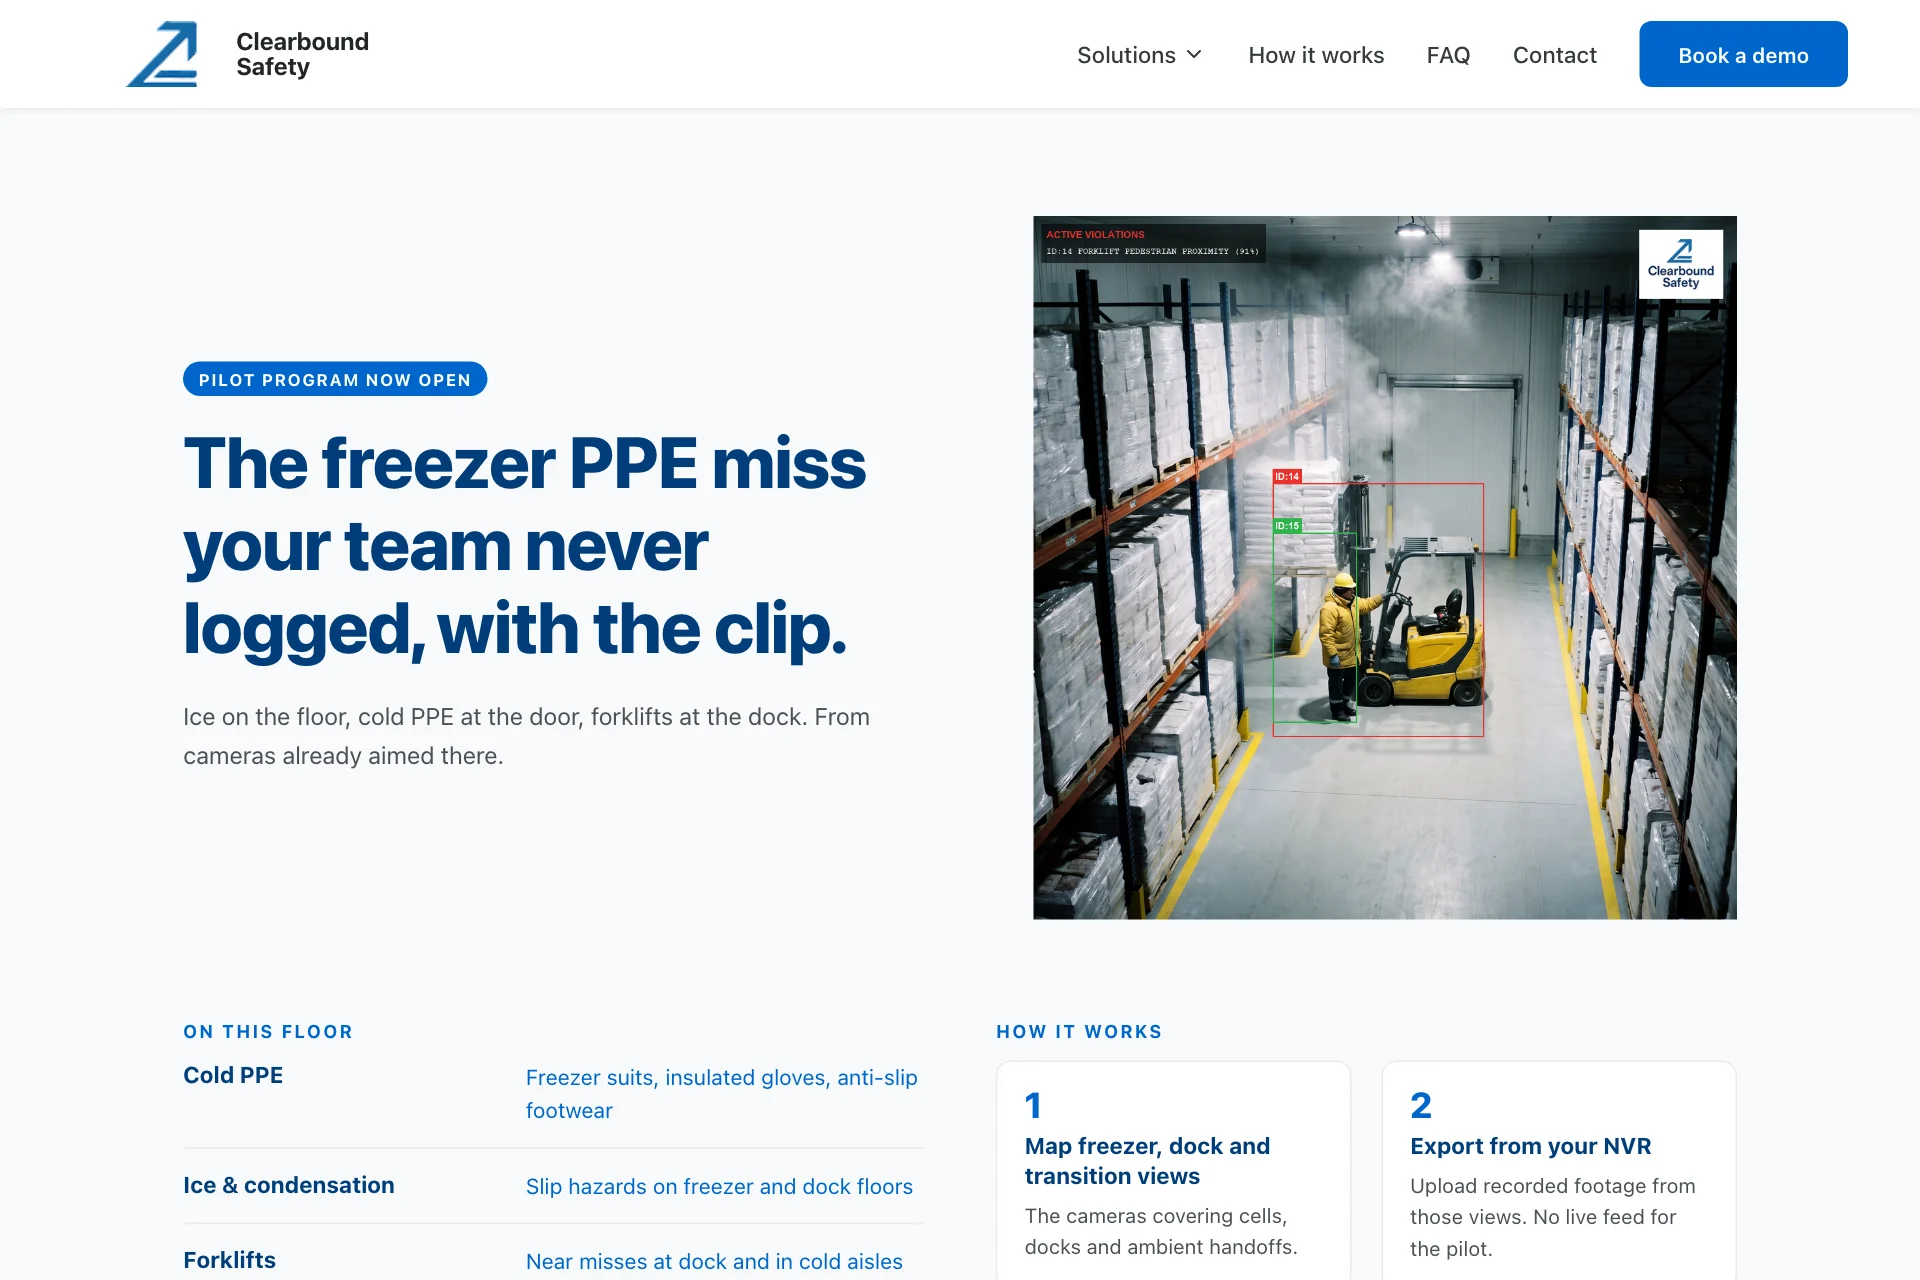 Clearbound
Safety
Solutions
How it works
FAQ
Contact
Book a demo
PILOT PROGRAM NOW OPEN
The freezer PPE miss
your team never
logged, with the clip.
Ice on the floor, cold PPE at the door, forklifts at the dock. From
cameras already aimed there.
ACTIVE VIOLATIONS
ID:14 FORKLIFT PEDESTRIAN PROXIMITY (91%)
Clearbound
Safety
ID:14
ID:15
ON THIS FLOOR
Cold PPE
Freezer suits, insulated gloves, anti-slip
footwear
Ice & condensation
Slip hazards on freezer and dock floors
Forklifts
Near misses at dock and in cold aisles
HOW IT WORKS
1
Map freezer, dock and
transition views
The cameras covering cells,
docks and ambient handoffs.
2
Export from your NVR
Upload recorded footage from
those views. No live feed for
the pilot.